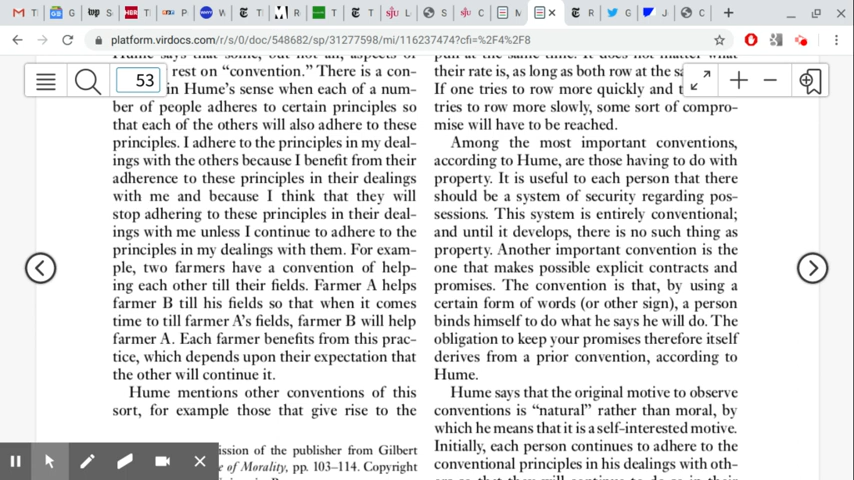 M T
G
wp S
HBR T
P
W
T T
M R
T
T T
SJU L
S
SJU C
M
R
G
J
C
platform.virdocs.com/r/s/0/doc/548682/sp/31277598/mi/116237474?cfi=%2F4%2F8
53
Hume says that some, but not all, aspects of
rest on “convention.” There is a con-
in Hume’s sense when each of a num-
ber of people adheres to certain principles so
that each of the others will also adhere to these
principles. I adhere to the principles in my deal-
ings with the others because I benefit from their
adherence to these principles in their dealings
with me and because I think that they will
stop adhering to these principles in their deal-
ings with me unless I continue to adhere to the
principles in my dealings with them. For exam-
ple, two farmers have a convention of help-
ing each other till their fields. Farmer A helps
farmer B till his fields so that when it comes
time to till farmer A’s fields, farmer B will help
farmer A. Each farmer benefits from this prac-
tice, which depends upon their expectation that
the other will continue it.
Hume mentions other conventions of this
sort, for example those that give rise to the
ission of the publisher from Gilbert
e of Morality, pp. 103–114. Copyright
pull at the same time. It does not matter what
their rate is, as long as both row at the sa
If one tries to row more quickly and t
tries to row more slowly, some sort of compro-
mise will have to be reached.
Among the most important conventions,
according to Hume, are those having to do with
property. It is useful to each person that there
should be a system of security regarding pos-
sessions. This system is entirely conventional;
and until it develops, there is no such thing as
property. Another important convention is the
one that makes possible explicit contracts and
promises. The convention is that, by using a
certain form of words (or other sign), a person
binds himself to do what he says he will do. The
obligation to keep your promises therefore itself
derives from a prior convention, according to
Hume.
Hume says that the original motive to observe
conventions is “natural” rather than moral, by
which he means that it is a self-interested motive.
Initially, each person continues to adhere to the
conventional principles in his dealings with oth-
ers so that they will continue to do so in their